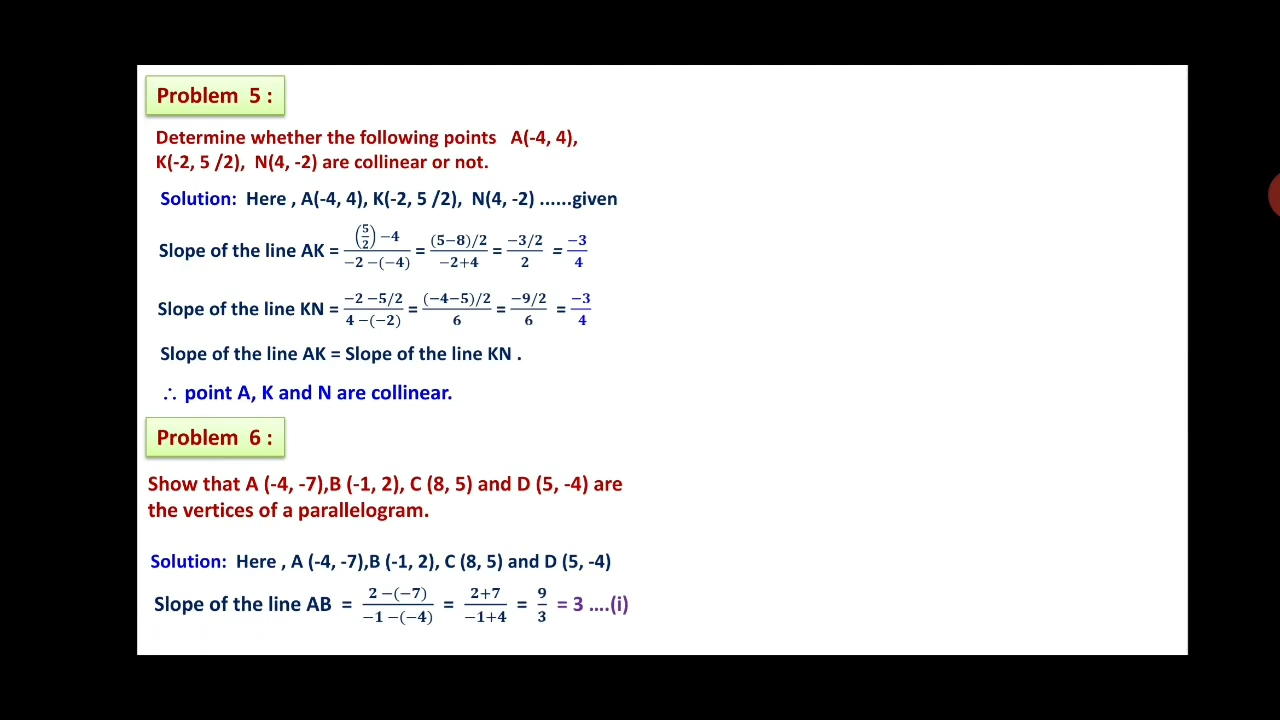 Problem 5 :
Determine whether the following points A(-4, 4),
K(-2, 5 /2), N(4, -2) are collinear or not.
Solution: Here , A(-4, 4), K(-2, 5 /2), N(4, -2) ......given
Slope of the line AK = ((5/2) −4)/(−2 −(−4)) = ((5−8)/2)/(−2+4) = (−3/2)/2 = −3/4
Slope of the line KN = (−2 −5/2)/(4 −(−2)) = ((−4−5)/2)/6 = (−9/2)/6 = −3/4
Slope of the line AK = Slope of the line KN .
∴ point A, K and N are collinear.
Problem 6 :
Show that A (-4, -7),B (-1, 2), C (8, 5) and D (5, -4) are
the vertices of a parallelogram.
Solution: Here , A (-4, -7),B (-1, 2), C (8, 5) and D (5, -4)
Slope of the line AB = (2 −(−7))/(−1 −(−4)) = (2+7)/(−1+4) = 9/3 = 3 ....(i)